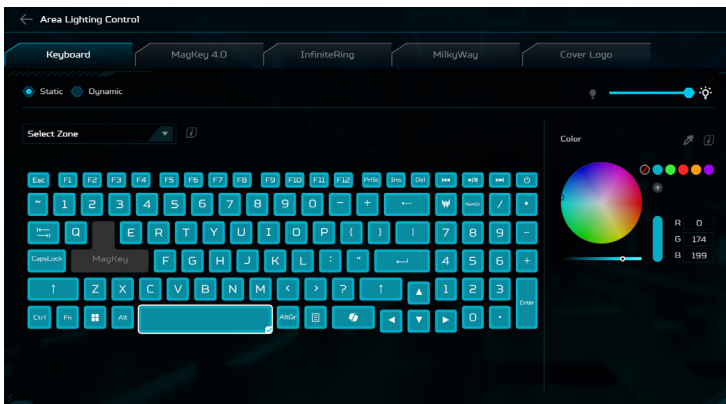 Area Lighting Control
Keyboard MagKey 4.0 InfiniteRing MilkyWay Cover Logo
Static Dynamic
Select Zone
Color
Esc F1 F2 F3 F4 F5 F6 F7 F8 F9 F10 F11 F12 PrtSc Ins Del
~ 1 2 3 4 5 6 7 8 9 0 - + ← NumLk / *
Q E R T Y U I O P { } | 7 8 9 -
CapsLock MagKey F G H J K L : " 4 5 6 +
↑ Z X C V B N M < > ? ↑ ▲ 1 2 3 Enter
Ctrl Fn Alt AltGr ◀ ▼ ▶ 0 .
R 0
G 174
B 199